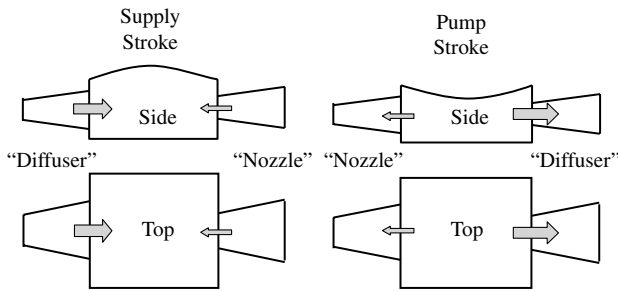 Supply
Stroke
Pump
Stroke
Side
Side
“Diffuser”
“Nozzle”
“Nozzle”
“Diffuser”
Top
Top